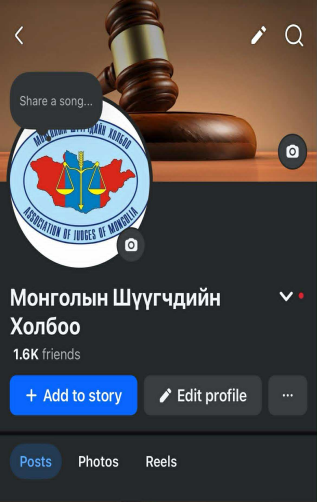 Share a song...
МОНГОЛЫН ШҮҮГЧДИЙН ХОЛБОО
ASSOCIATION OF JUDGES OF MONGOLIA
Монголын Шүүгчдийн
Холбоо
1.6K friends
+ Add to story
Edit profile
...
Posts
Photos
Reels